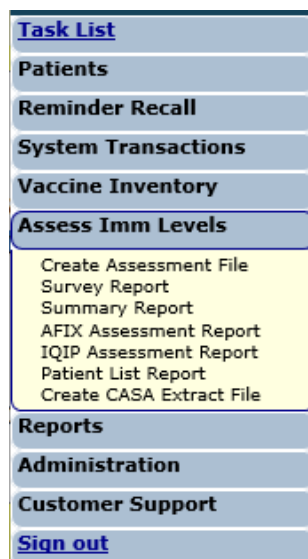 Task List
Patients
Reminder Recall
System Transactions
Vaccine Inventory
Assess Imm Levels
Create Assessment File
Survey Report
Summary Report
AFIX Assessment Report
IQIP Assessment Report
Patient List Report
Create CASA Extract File
Reports
Administration
Customer Support
Sign out